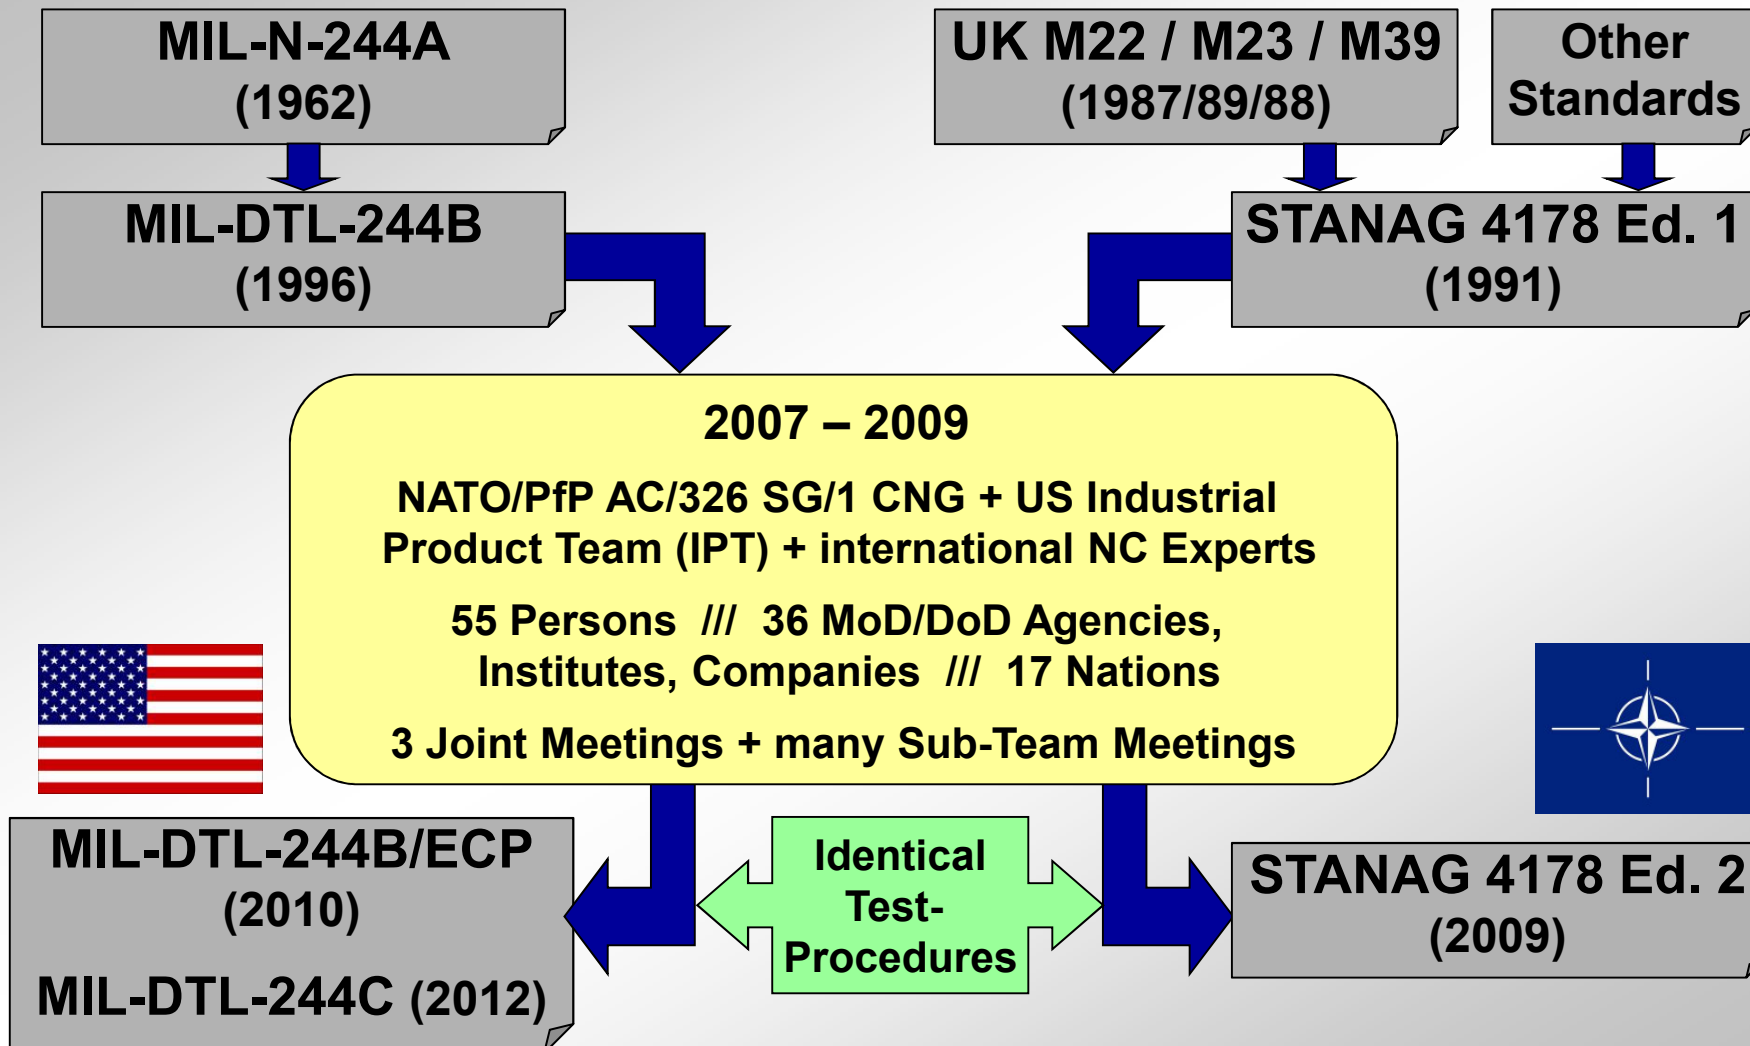 MIL-N-244A
(1962)
UK M22 / M23 / M39
(1987/89/88)
Other
Standards
MIL-DTL-244B
(1996)
STANAG 4178 Ed. 1
(1991)
2007 – 2009
NATO/PfP AC/326 SG/1 CNG + US Industrial
Product Team (IPT) + international NC Experts
55 Persons /// 36 MoD/DoD Agencies,
Institutes, Companies /// 17 Nations
3 Joint Meetings + many Sub-Team Meetings
MIL-DTL-244B/ECP
(2010)
MIL-DTL-244C (2012)
Identical
Test-
Procedures
STANAG 4178 Ed. 2
(2009)